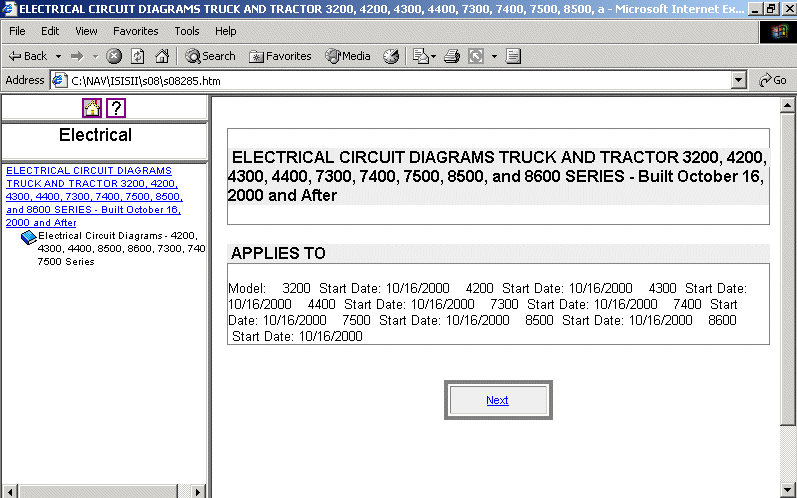 ELECTRICAL CIRCUIT DIAGRAMS TRUCK AND TRACTOR 3200, 4200, 4300, 4400, 7300, 7400, 7500, 8500, a - Microsoft Internet Ex...
File Edit View Favorites Tools Help
Back Search Favorites Media
Address C:\NAV\ISISII\s08\s08285.htm Go
?
Electrical
ELECTRICAL CIRCUIT DIAGRAMS
TRUCK AND TRACTOR 3200, 4200,
4300, 4400, 7300, 7400, 7500, 8500,
and 8600 SERIES - Built October 16,
2000 and After
Electrical Circuit Diagrams - 4200,
4300, 4400, 8500, 8600, 7300, 740
7500 Series
ELECTRICAL CIRCUIT DIAGRAMS TRUCK AND TRACTOR 3200, 4200,
4300, 4400, 7300, 7400, 7500, 8500, and 8600 SERIES - Built October 16,
2000 and After
APPLIES TO
Model: 3200 Start Date: 10/16/2000 4200 Start Date: 10/16/2000 4300 Start Date:
10/16/2000 4400 Start Date: 10/16/2000 7300 Start Date: 10/16/2000 7400 Start
Date: 10/16/2000 7500 Start Date: 10/16/2000 8500 Start Date: 10/16/2000 8600
Start Date: 10/16/2000
Next